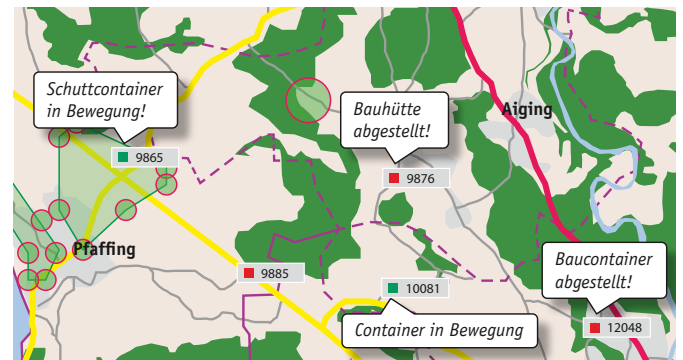 Schuttcontainer
in Bewegung!
9865
Bauhütte
abgestellt!
9876
Aiging
Pfaffing
9885
10081
Container in Bewegung
Baucontainer
abgestellt!
12048